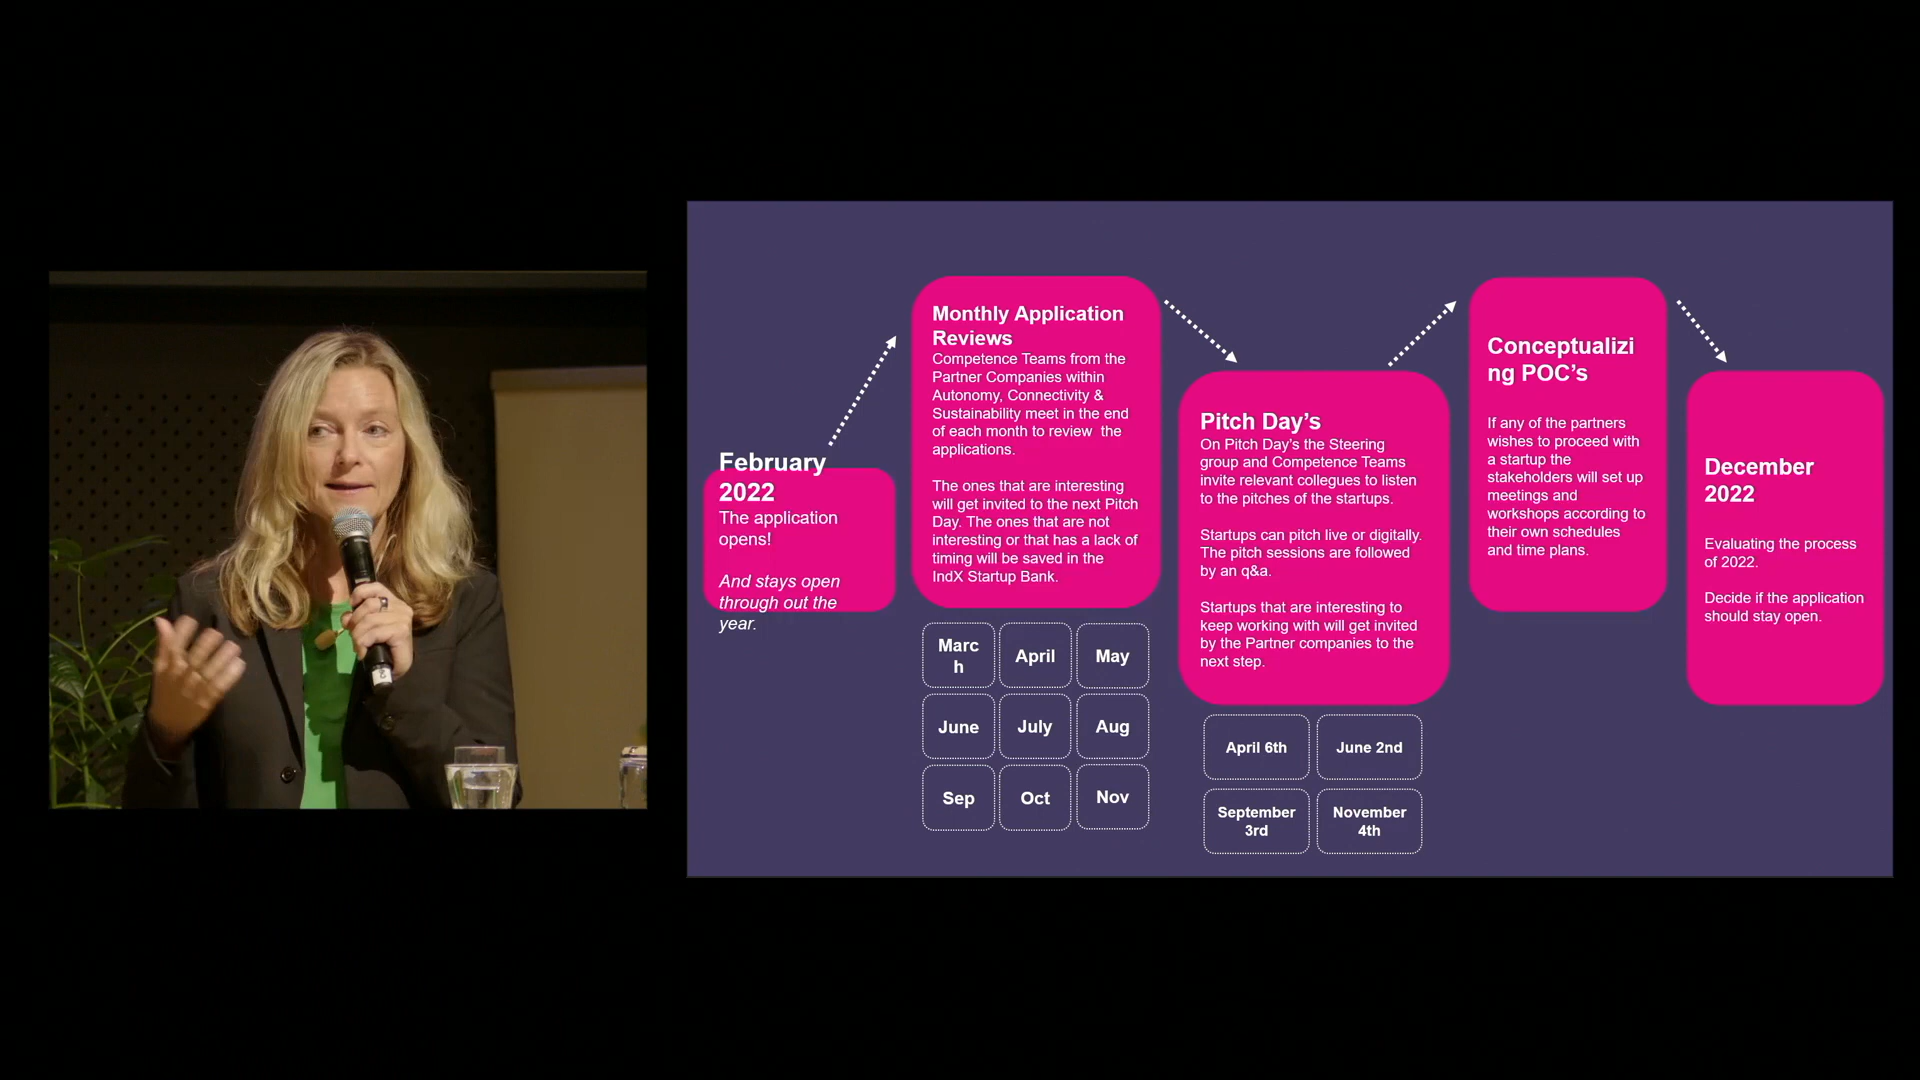 February
2022
The application
opens!
And stays open
through out the
year.
Monthly Application
Reviews
Competence Teams from the
Partner Companies within
Autonomy, Connectivity &
Sustainability meet in the end
of each month to review  the
applications.
The ones that are interesting
will get invited to the next Pitch
Day. The ones that are not
interesting or that has a lack of
timing will be saved in the
IndX Startup Bank.
Marc
h
April
May
June
July
Aug
Sep
Oct
Nov
Pitch Day’s
On Pitch Day’s the Steering
group and Competence Teams
invite relevant collegues to listen
to the pitches of the startups.
Startups can pitch live or digitally.
The pitch sessions are followed
by an q&a.
Startups that are interesting to
keep working with will get invited
by the Partner companies to the
next step.
April 6th
June 2nd
September
3rd
November
4th
Conceptualizi
ng POC’s
If any of the partners
wishes to proceed with
a startup the
stakeholders will set up
meetings and
workshops according to
their own schedules
and time plans.
December
2022
Evaluating the process
of 2022.
Decide if the application
should stay open.